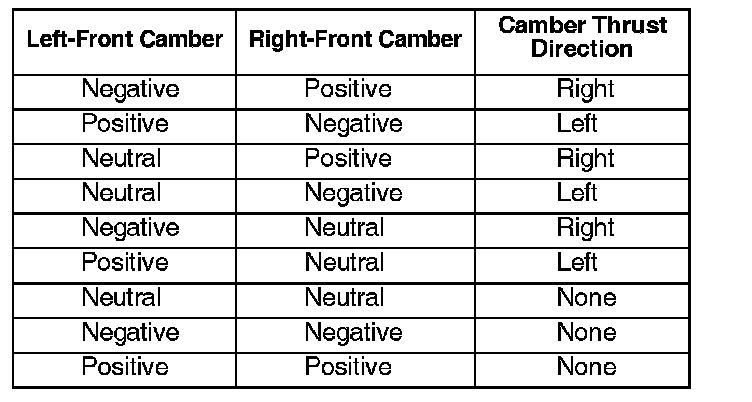 Left-Front Camber Right-Front Camber Camber Thrust Direction
Negative Positive Right
Positive Negative Left
Neutral Positive Right
Neutral Negative Left
Negative Neutral Right
Positive Neutral Left
Neutral Neutral None
Negative Negative None
Positive Positive None